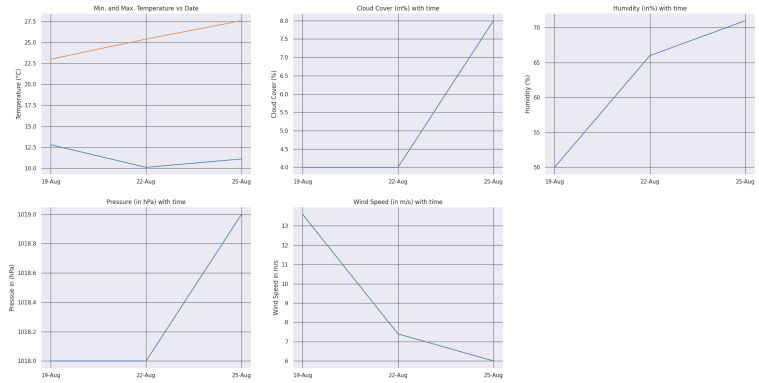 Min. and Max. Temperature vs Date
Temperature (°C)
27.5
25.0
22.5
20.0
17.5
15.0
12.5
10.0
19-Aug 22-Aug 25-Aug
Cloud Cover (in%) with time
Cloud Cover (%)
8.0
7.5
7.0
6.5
6.0
5.5
5.0
4.5
4.0
19-Aug 22-Aug 25-Aug
Humidity (in%) with time
Humidity (%)
70
65
60
55
50
19-Aug 22-Aug 25-Aug
Pressure (in hPa) with time
Pressue in (hPa)
1019.0
1018.8
1018.6
1018.4
1018.2
1018.0
19-Aug 22-Aug 25-Aug
Wind Speed (in m/s) with time
Wind Speed in m/s
13
12
11
10
9
8
7
6
19-Aug 22-Aug 25-Aug